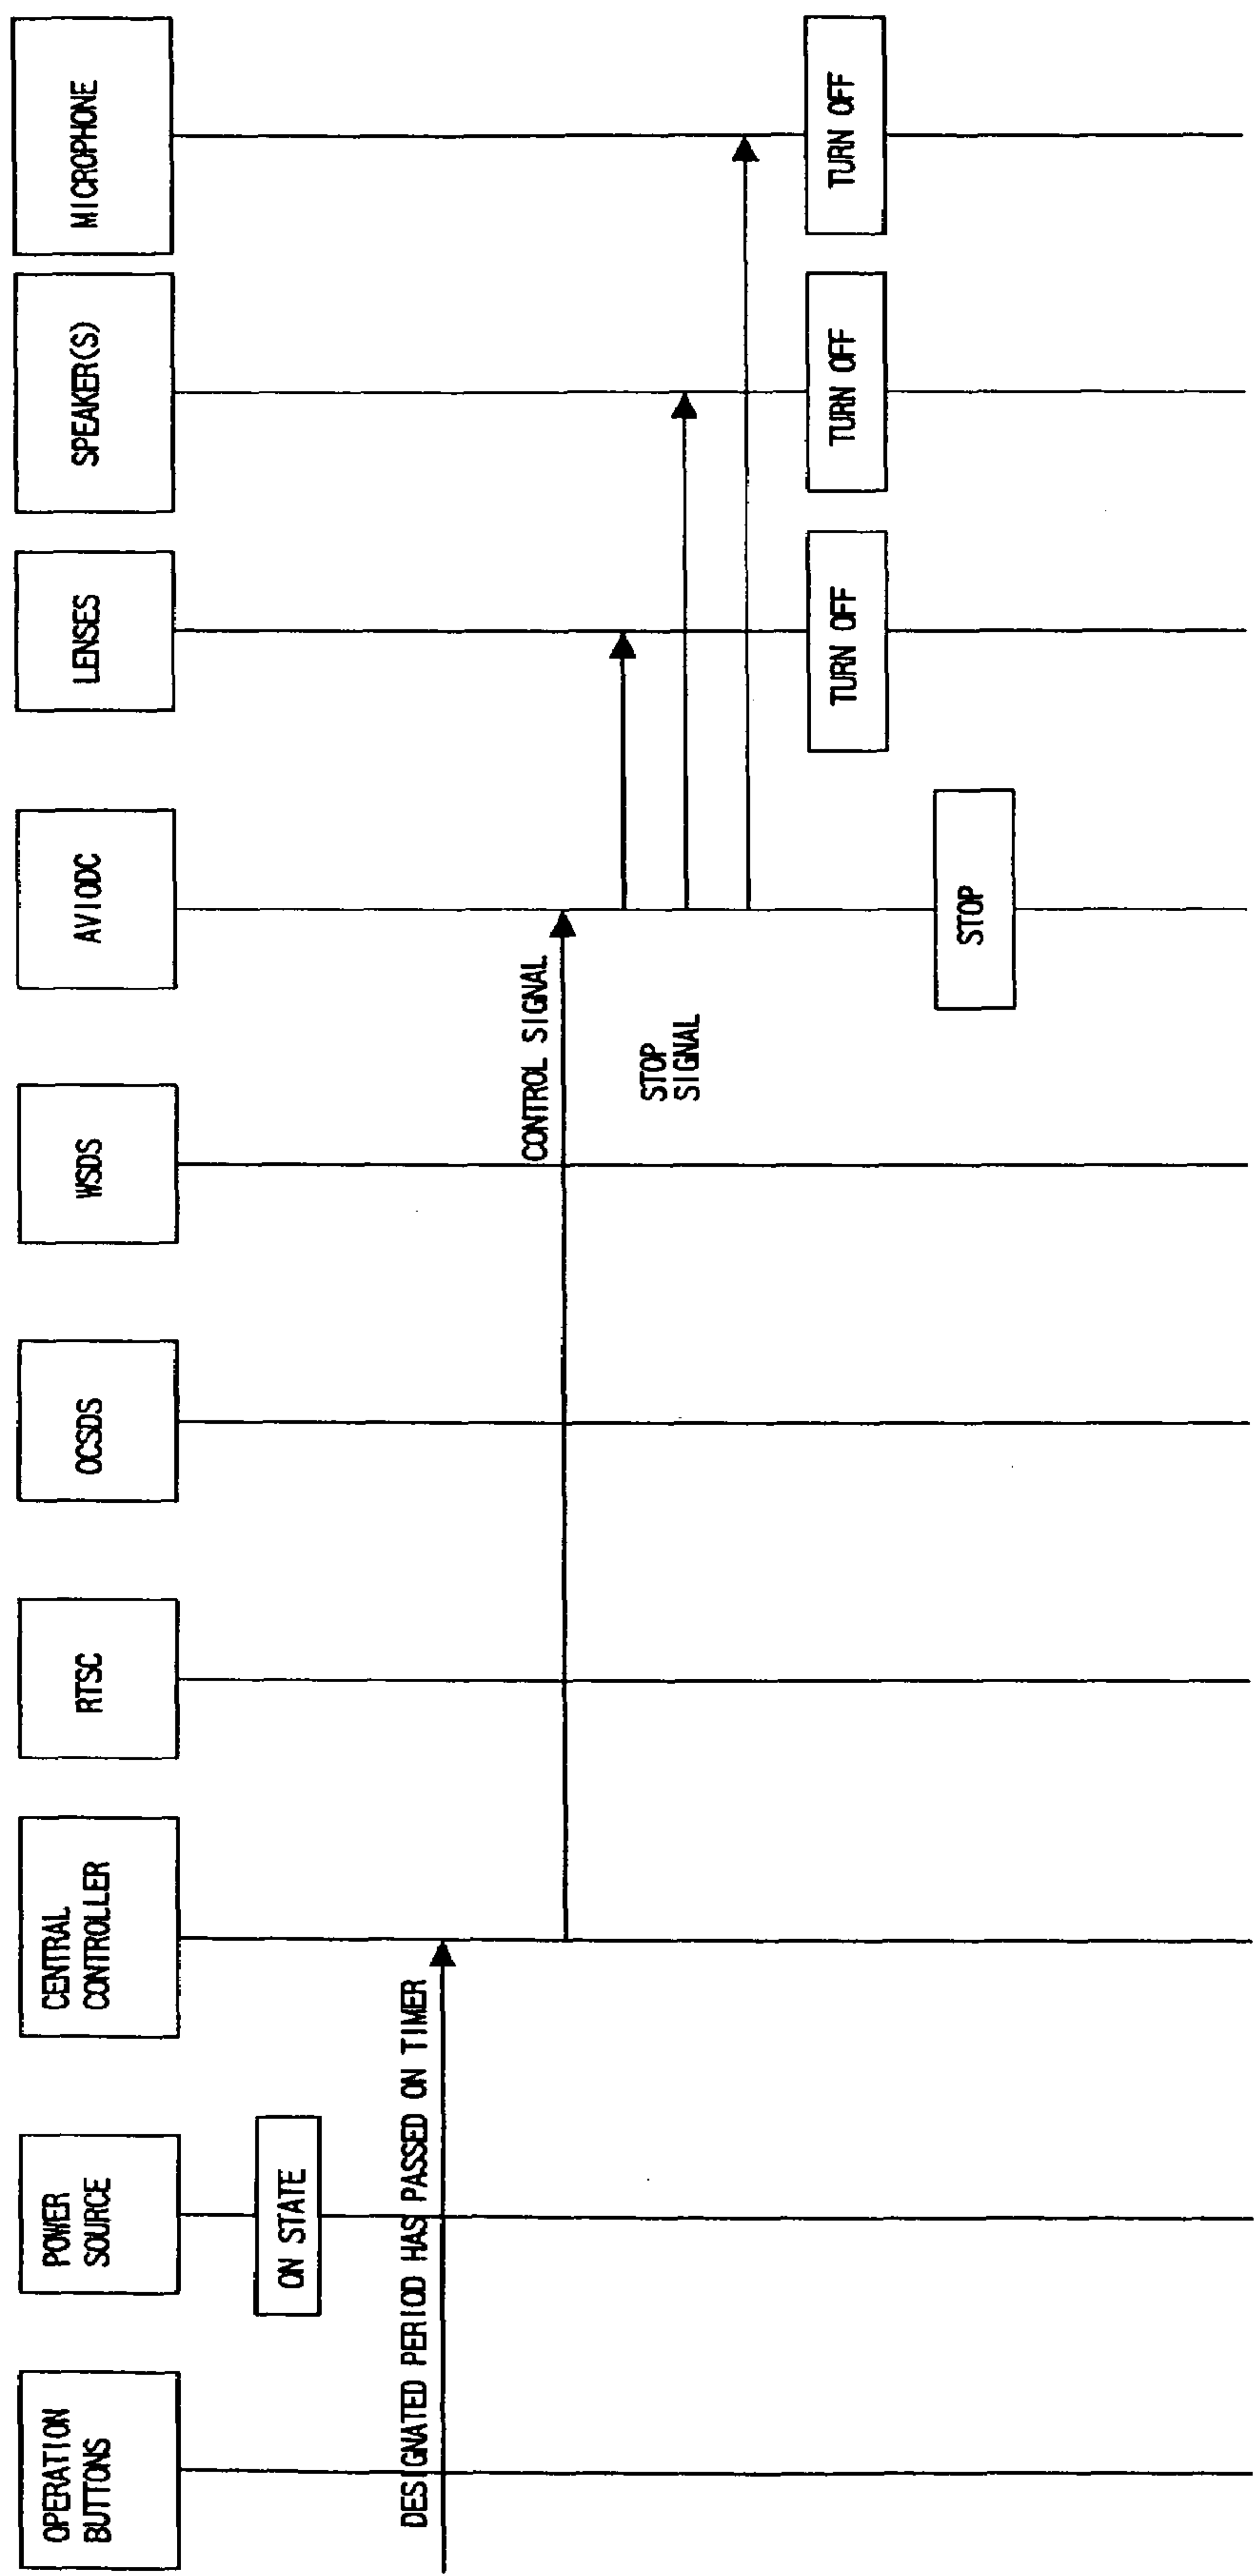 OPERATION
BUTTONS
POWER
SOURCE
CENTRAL
CONTROLLER
RTSC
OCSDS
WSDS
AVIODC
LENSES
SPEAKER(S)
MICROPHONE
ON STATE
DESIGNATED PERIOD HAS PASSED ON TIMER
CONTROL SIGNAL
STOP
SIGNAL
TURN OFF
TURN OFF
TURN OFF
STOP